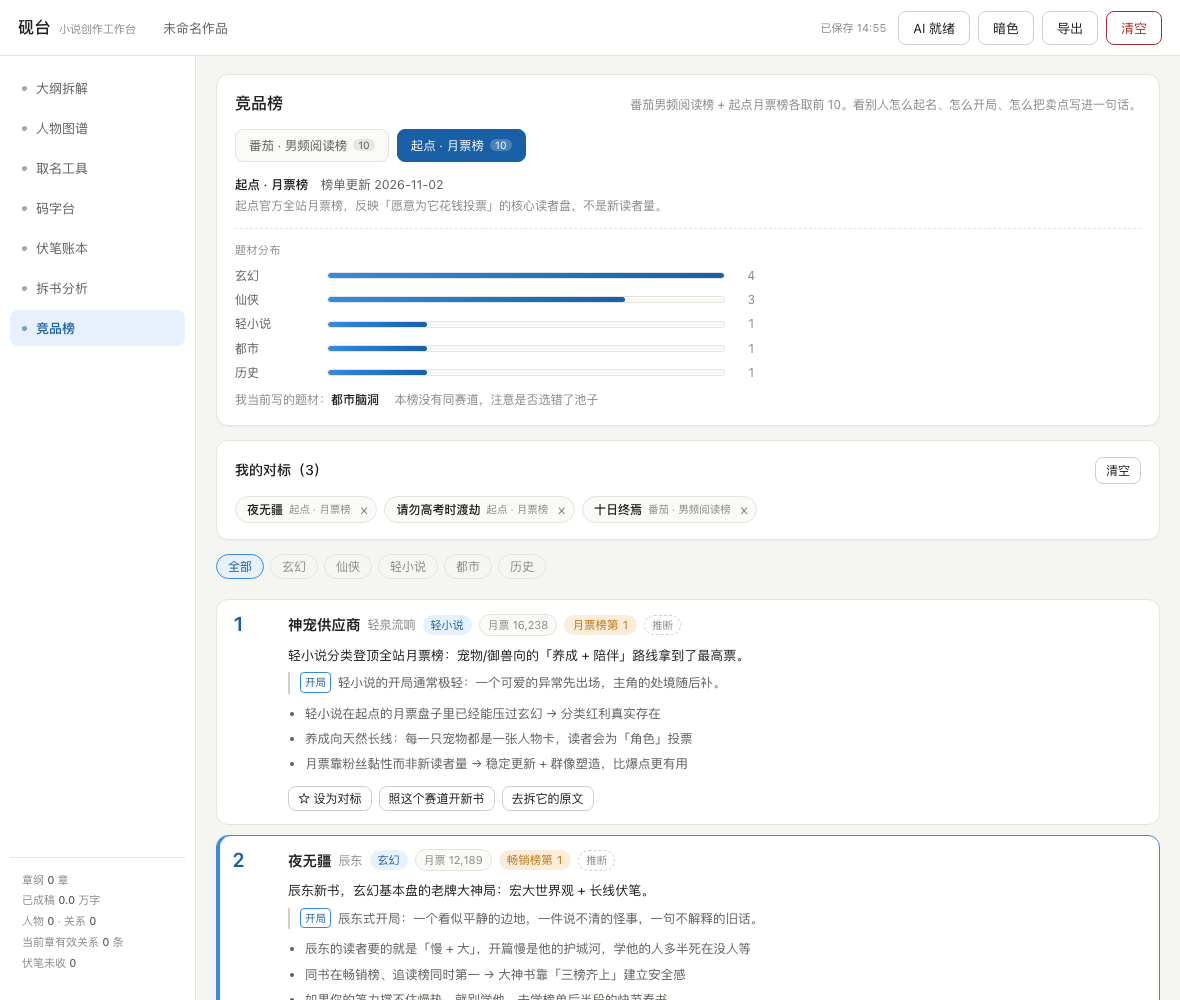 砚台 小说创作工作台 未命名作品 已保存 14:55 AI 就绪 暗色 导出 清空
大纲拆解
人物图谱
取名工具
码字台
伏笔账本
拆书分析
竞品榜
章纲 0 章
已成稿 0.0 万字
人物 0 · 关系 0
当前章有效关系 0 条
伏笔未收 0
竞品榜 番茄男频阅读榜 + 起点月票榜各取前 10。看别人怎么起名、怎么开局、怎么把卖点写进一句话。
番茄 · 男频阅读榜 10 起点 · 月票榜 10
起点 · 月票榜 榜单更新 2026-11-02
起点官方全站月票榜，反映「愿意为它花钱投票」的核心读者盘，不是新读者量。
题材分布
玄幻 4
仙侠 3
轻小说 1
都市 1
历史 1
我当前写的题材：都市脑洞 本榜没有同赛道，注意是否选错了池子
我的对标（3） 清空
夜无疆 起点 · 月票榜 × 请勿高考时渡劫 起点 · 月票榜 × 十日终焉 番茄 · 男频阅读榜 ×
全部 玄幻 仙侠 轻小说 都市 历史
1 神宠供应商 轻泉流响 轻小说 月票 16,238 月票榜第 1 推断
轻小说分类登顶全站月票榜：宠物/御兽向的「养成 + 陪伴」路线拿到了最高票。
开局 轻小说的开局通常极轻：一个可爱的异常先出场，主角的处境随后补。
• 轻小说在起点的月票盘子里已经能压过玄幻 → 分类红利真实存在
• 养成向天然长线：每一只宠物都是一张人物卡，读者会为「角色」投票
• 月票靠粉丝黏性而非新读者量 → 稳定更新 + 群像塑造，比爆点更有用
☆ 设为对标 照这个赛道开新书 去拆它的原文
2 夜无疆 辰东 玄幻 月票 12,189 畅销榜第 1 推断
辰东新书，玄幻基本盘的老牌大神局：宏大世界观 + 长线伏笔。
开局 辰东式开局：一个看似平静的边地，一件说不清的怪事，一句不解释的旧话。
• 辰东的读者要的就是「慢 + 大」，开篇慢是他的护城河，学他的人多半死在没人等
• 同书在畅销榜、追读榜同时第一 → 大神书靠「三榜齐上」建立安全感
• 如果你的笔力撑不住慢热，就别学他，去学榜单后半段的快节奏书